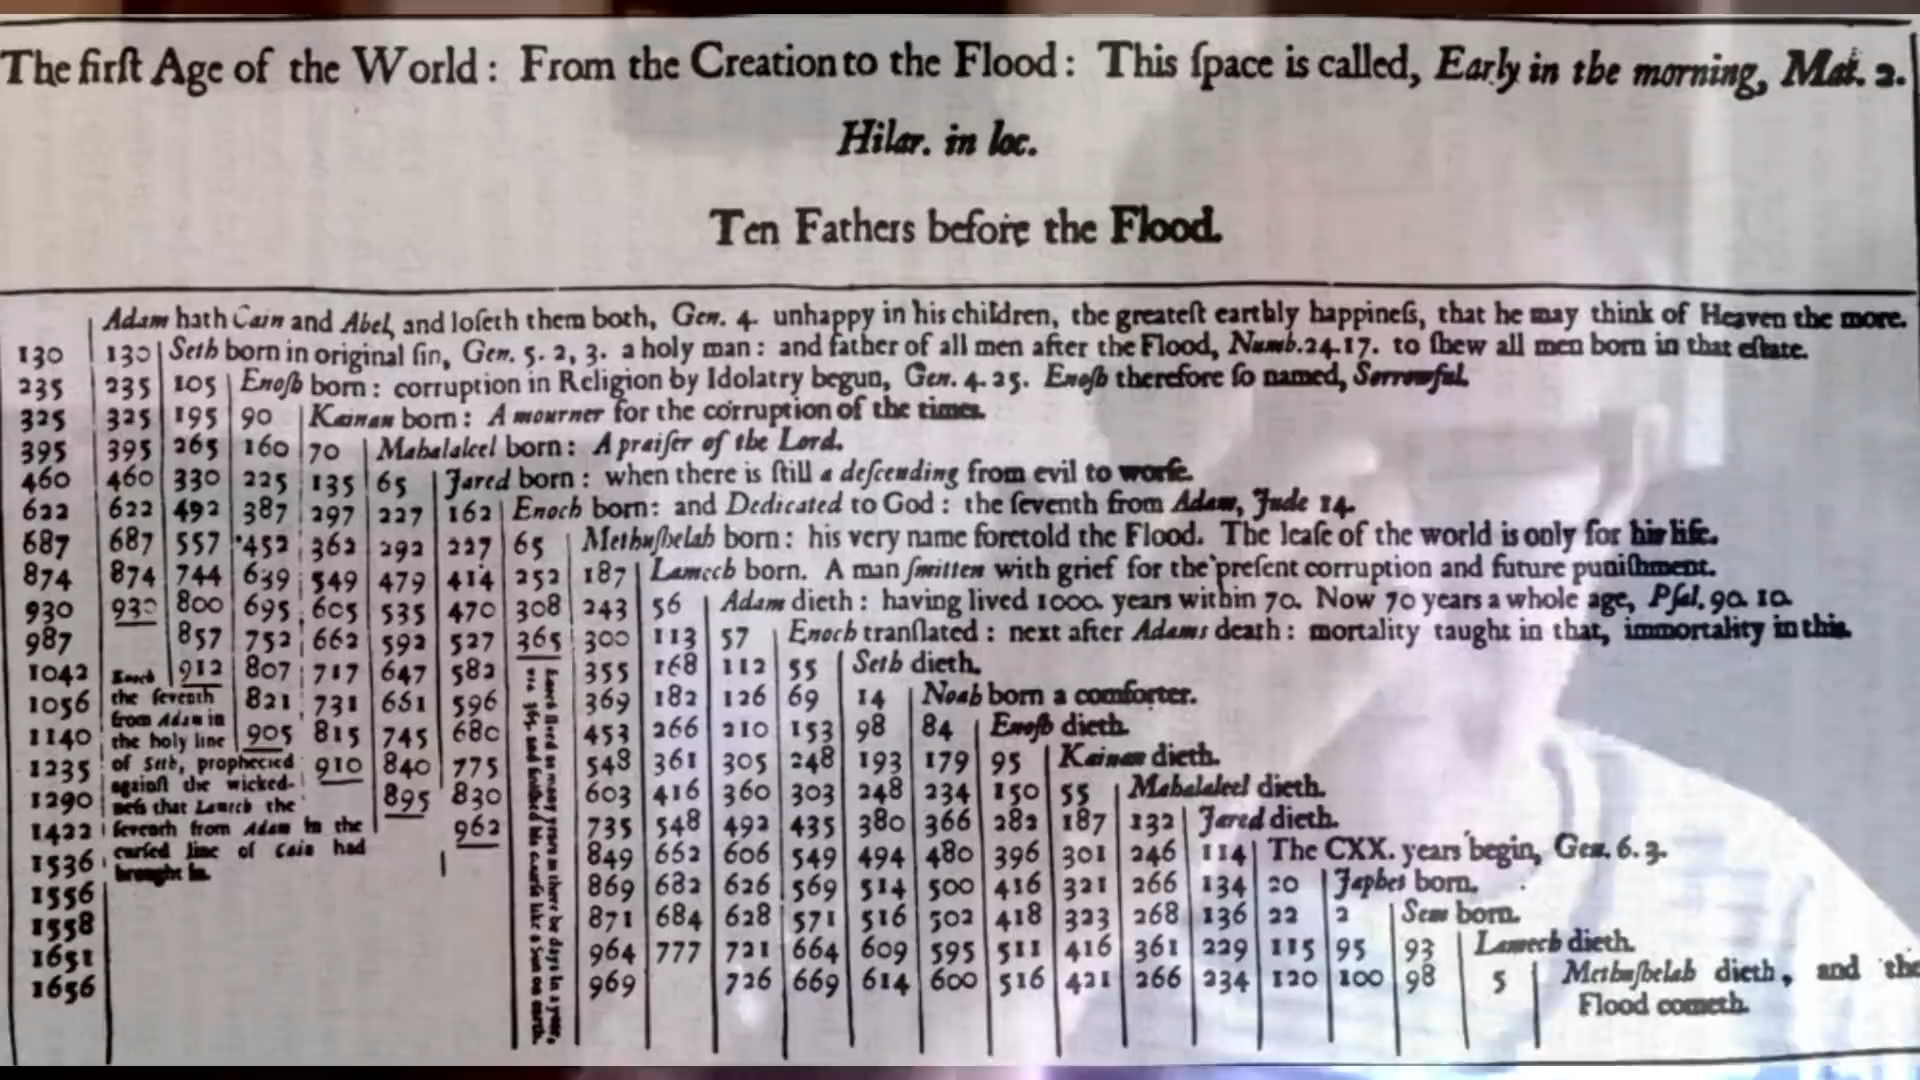 The firſt Age of the World : From the Creation to the Flood : This ſpace is called, Early in the morning, Mat. 2.
Hilar. in loc.
Ten Fathers before the Flood.
Adam hath Cain and Abel, and loſeth them both, Gen. 4. unhappy in his children, the greateſt earthly happineſs, that he may think of Heaven the more.
130 130 Seth born in original ſin, Gen. 5. 2, 3. a holy man : and father of all men after the Flood, Numb. 24. 17. to ſhew all men born in that eſtate.
235 235 105 Enoſh born : corruption in Religion by Idolatry begun, Gen. 4. 25. Enoſh therefore ſo named, Sorrowful.
325 325 195 90 Kainan born : A mourner for the corruption of the times.
395 395 265 160 70 Mahalaleel born : A praiſer of the Lord.
460 460 330 225 135 65 Jared born : when there is ſtill a deſcending from evil to worſe.
622 622 492 387 297 227 162 Enoch born : and Dedicated to God : the ſeventh from Adam, Jude 14.
687 687 557 452 362 292 227 65 Methuſhelah born : his very name foretold the Flood. The leaſe of the world is only for his life.
874 874 744 639 549 479 414 252 187 Lamech born. A man ſmitten with grief for the preſent corruption and future puniſhment.
930 930 800 695 605 535 470 308 243 56 Adam dieth : having lived 1000. years within 70. Now 70 years a whole age, Pſal. 90. 10.
987 857 752 662 592 527 365 300 113 57 Enoch tranſlated : next after Adams death : mortality taught in that, immortality in this.
1042 912 807 717 647 582 355 168 112 55 Seth dieth.
1056 821 731 661 596 369 182 126 69 14 Noah born a comforter.
1140 905 815 745 680 453 266 210 153 98 84 Enoſh dieth.
1235 910 840 775 548 361 305 248 193 179 95 Kainan dieth.
1290 895 830 603 416 360 303 248 234 150 55 Mahalaleel dieth.
1422 962 735 548 492 435 380 366 282 187 132 Jared dieth.
1536 849 662 606 549 494 480 396 301 246 114 The CXX. years begin, Gen. 6. 3.
1556 869 682 626 569 514 500 416 321 266 134 20 Japhet born.
1558 871 684 628 571 516 502 418 323 268 136 22 2 Sem born.
1651 964 777 721 664 609 595 511 416 361 229 115 95 93 Lamech dieth.
1656 969 726 669 614 600 516 421 266 234 120 100 98 5 Methuſhelah dieth, and the
Flood cometh.
Enoch
the ſeventh
from Adam in
the holy line
of Seth, prophecied
againſt the wicked-
neſs that Lamech the
ſeventh from Adam in the
curſed line of Cain had
brought in.
Enoch lived as many years as there be days in a year,
viz. 365. and finiſhed his courſe like a Sun on earth.